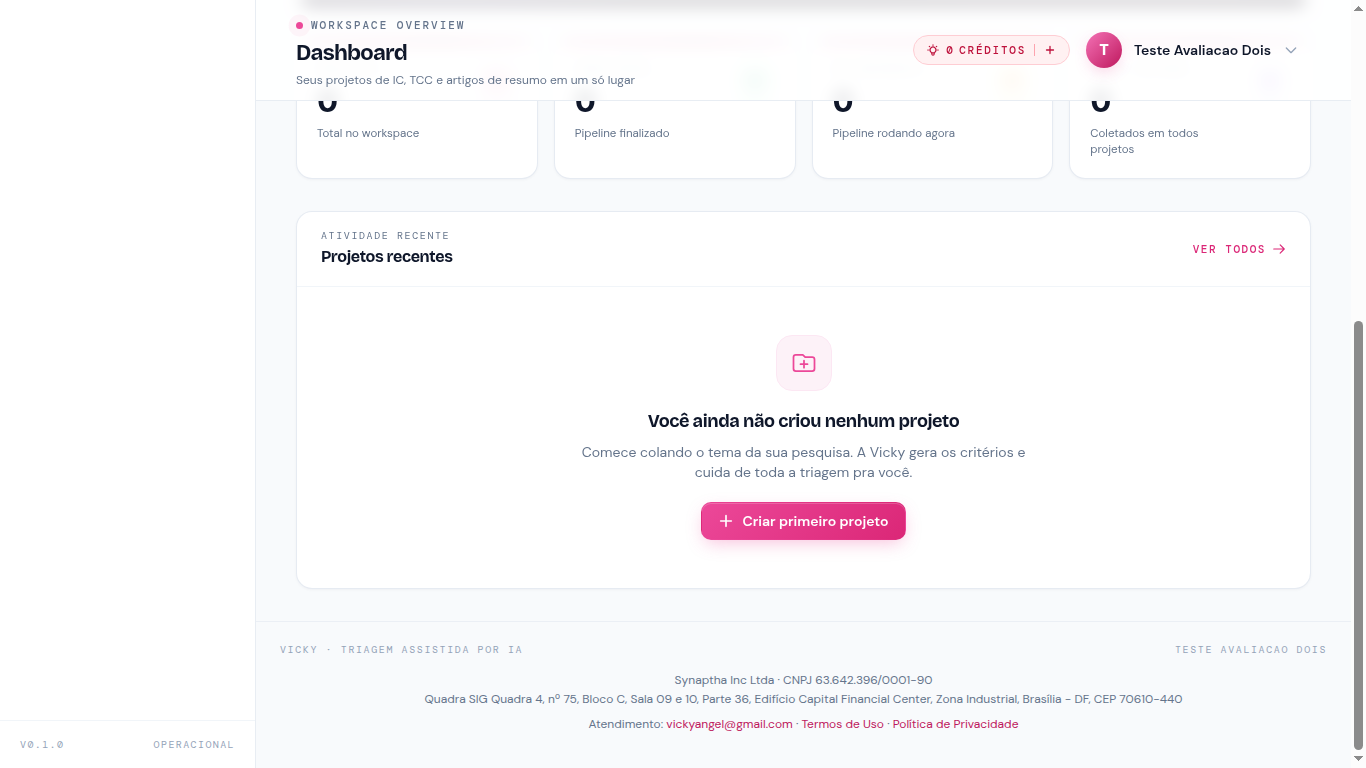 WORKSPACE OVERVIEW
Dashboard
Seus projetos de IC, TCC e artigos de resumo em um só lugar
0 CRÉDITOS
T
Teste Avaliacao Dois
0 0 0 0
Total no workspace
Pipeline finalizado
Pipeline rodando agora
Coletados em todos
projetos
ATIVIDADE RECENTE
Projetos recentes
VER TODOS
Você ainda não criou nenhum projeto
Comece colando o tema da sua pesquisa. A Vicky gera os critérios e
cuida de toda a triagem pra você.
Criar primeiro projeto
VICKY · TRIAGEM ASSISTIDA POR IA
TESTE AVALIACAO DOIS
Synaptha Inc Ltda · CNPJ 63.642.396/0001-90
Quadra SIG Quadra 4, nº 75, Bloco C, Sala 09 e 10, Parte 36, Edifício Capital Financial Center, Zona Industrial, Brasília - DF, CEP 70610-440
Atendimento: vickyangel@gmail.com · Termos de Uso · Política de Privacidade
V0.1.0
OPERACIONAL